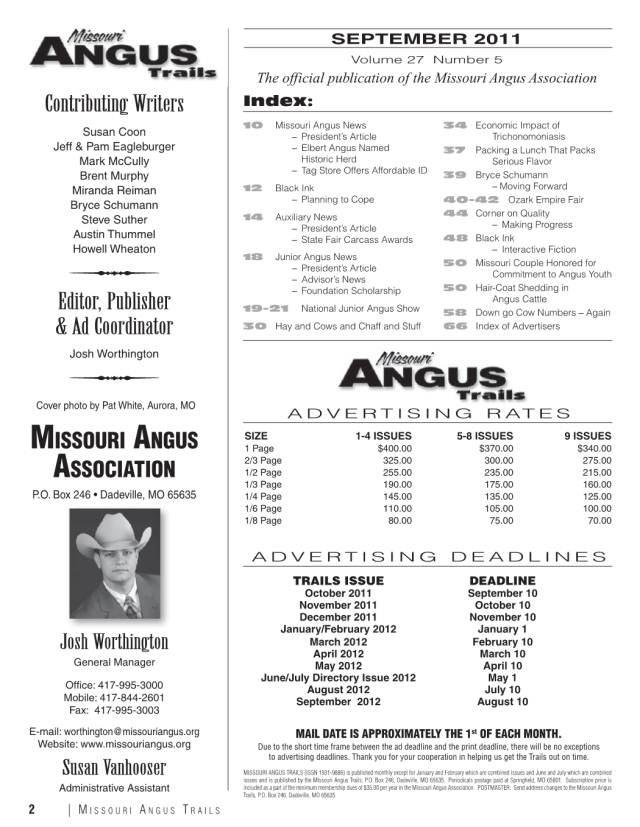 Missouri
ANGUS
Trails
Contributing Writers
Susan Coon
Jeff & Pam Eagleburger
Mark McCully
Brent Murphy
Miranda Reiman
Bryce Schumann
Steve Suther
Austin Thummel
Howell Wheaton
Editor, Publisher
& Ad Coordinator
Josh Worthington
Cover photo by Pat White, Aurora, MO
MISSOURI ANGUS
ASSOCIATION
P.O. Box 246 • Dadeville, MO 65635
Josh Worthington
General Manager
Office: 417-995-3000
Mobile: 417-844-2601
Fax: 417-995-3003
E-mail: worthington@missouriangus.org
Website: www.missouriangus.org
Susan Vanhooser
Administrative Assistant
SEPTEMBER 2011
Volume 27 Number 5
The official publication of the Missouri Angus Association
Index:
10 Missouri Angus News
– President's Article
– Elbert Angus Named
Historic Herd
– Tag Store Offers Affordable ID
12 Black Ink
– Planning to Cope
14 Auxiliary News
– President's Article
– State Fair Carcass Awards
18 Junior Angus News
– President's Article
– Advisor's News
– Foundation Scholarship
19-21 National Junior Angus Show
30 Hay and Cows and Chaff and Stuff
34 Economic Impact of
Trichonomoniasis
37 Packing a Lunch That Packs
Serious Flavor
39 Bryce Schumann
– Moving Forward
40-42 Ozark Empire Fair
44 Corner on Quality
– Making Progress
48 Black Ink
– Interactive Fiction
50 Missouri Couple Honored for
Commitment to Angus Youth
50 Hair-Coat Shedding in
Angus Cattle
58 Down go Cow Numbers – Again
66 Index of Advertisers
Missouri
ANGUS
Trails
ADVERTISING RATES
SIZE 1-4 ISSUES 5-8 ISSUES 9 ISSUES
1 Page $400.00 $370.00 $340.00
2/3 Page 325.00 300.00 275.00
1/2 Page 255.00 235.00 215.00
1/3 Page 190.00 175.00 160.00
1/4 Page 145.00 135.00 125.00
1/6 Page 110.00 105.00 100.00
1/8 Page 80.00 75.00 70.00
ADVERTISING DEADLINES
TRAILS ISSUE DEADLINE
October 2011 September 10
November 2011 October 10
December 2011 November 10
January/February 2012 January 1
March 2012 February 10
April 2012 March 10
May 2012 April 10
June/July Directory Issue 2012 May 1
August 2012 July 10
September 2012 August 10
MAIL DATE IS APPROXIMATELY THE 1st OF EACH MONTH.
Due to the short time frame between the ad deadline and the print deadline, there will be no exceptions
to advertising deadlines. Thank you for your cooperation in helping us get the Trails out on time.
MISSOURI ANGUS TRAILS (ISSN 1931-9886) is published monthly except for January and February which are combined issues and June and July which are combined
issues and is published by the Missouri Angus Trails, P.O. Box 246, Dadeville, MO 65635. Periodicals postage paid at Springfield, MO 65801. Subscription price is
included as a part of the minimum membership dues of $35.00 per year in the Missouri Angus Association. POSTMASTER: Send address changes to the Missouri Angus
Trails, P.O. Box 246, Dadeville, MO 65635.
2 | MISSOURI ANGUS TRAILS